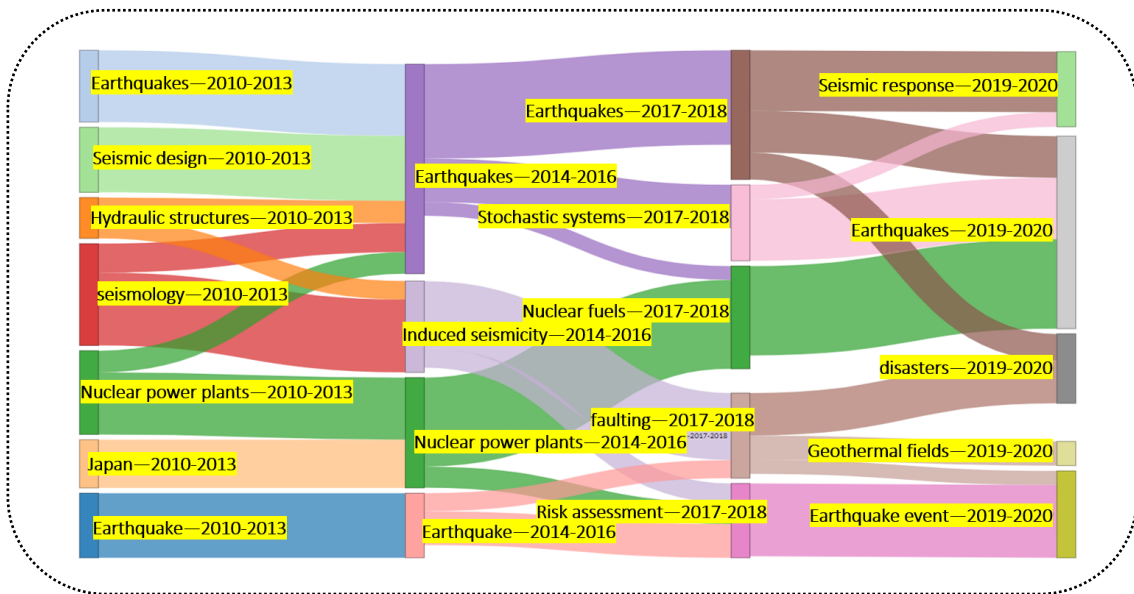 Earthquakes—2010-2013
Seismic design—2010-2013
Hydraulic structures—2010-2013
seismology—2010-2013
Nuclear power plants—2010-2013
Japan—2010-2013
Earthquake—2010-2013
Earthquakes—2014-2016
Induced seismicity—2014-2016
Nuclear power plants—2014-2016
Earthquake—2014-2016
Earthquakes—2017-2018
Stochastic systems—2017-2018
Nuclear fuels—2017-2018
faulting—2017-2018
-2017-2018
Risk assessment—2017-2018
Seismic response—2019-2020
Earthquakes—2019-2020
disasters—2019-2020
Geothermal fields—2019-2020
Earthquake event—2019-2020